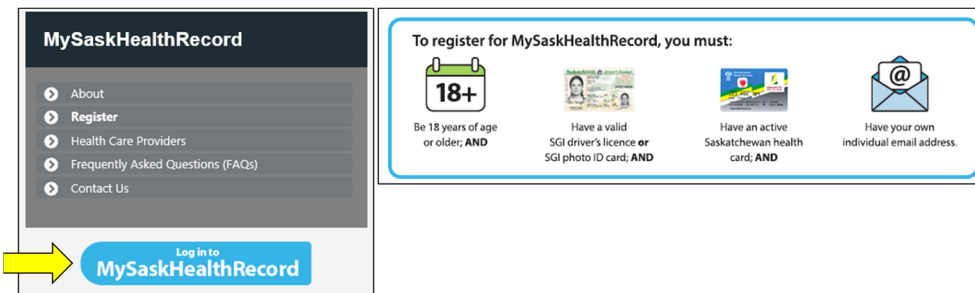 MySaskHealthRecord
About
Register
Health Care Providers
Frequently Asked Questions (FAQs)
Contact Us
Log in to
MySaskHealthRecord
To register for MySaskHealthRecord, you must:
18+
Be 18 years of age
or older; AND
Have a valid
SGI driver's licence or
SGI photo ID card; AND
Have an active
Saskatchewan health
card; AND
@
Have your own
individual email address.